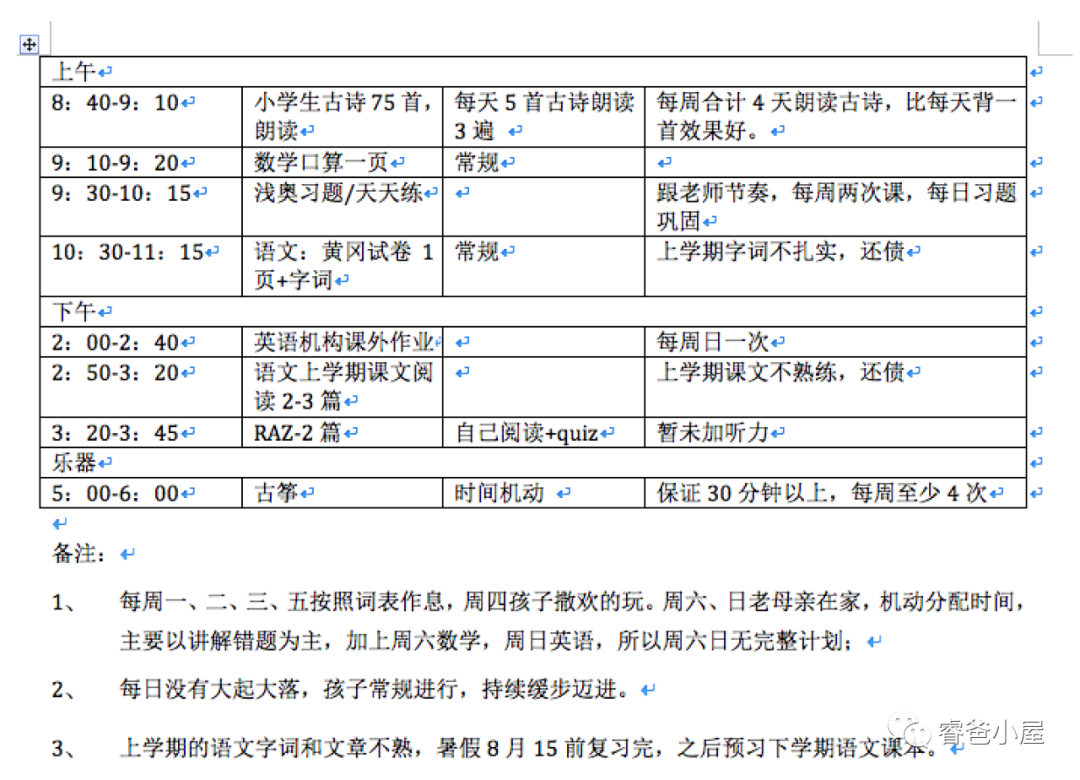 上午
8：40-9：10 小学生古诗 75 首，朗读 每天 5 首古诗朗读 3 遍 每周合计 4 天朗读古诗，比每天背一首效果好。
9：10-9：20 数学口算一页 常规
9：30-10：15 浅奥习题/天天练 跟老师节奏，每周两次课，每日习题巩固
10：30-11：15 语文：黄冈试卷 1 页+字词 常规 上学期字词不扎实，还债
下午
2：00-2：40 英语机构课外作业 每周日一次
2：50-3：20 语文上学期课文阅读 2-3 篇 上学期课文不熟练，还债
3：20-3：45 RAZ-2 篇 自己阅读+quiz 暂未加听力
乐器
5：00-6：00 古筝 时间机动 保证 30 分钟以上，每周至少 4 次
备注：
1、 每周一、二、三、五按照词表作息，周四孩子撒欢的玩。周六、日老母亲在家，机动分配时间，
主要以讲解错题为主，加上周六数学，周日英语，所以周六日无完整计划；
2、 每日没有大起大落，孩子常规进行，持续缓步迈进。
3、 上学期的语文字词和文章不熟，暑假 8 月 15 前复习完，之后预习下学期语文课本。
睿爸小屋